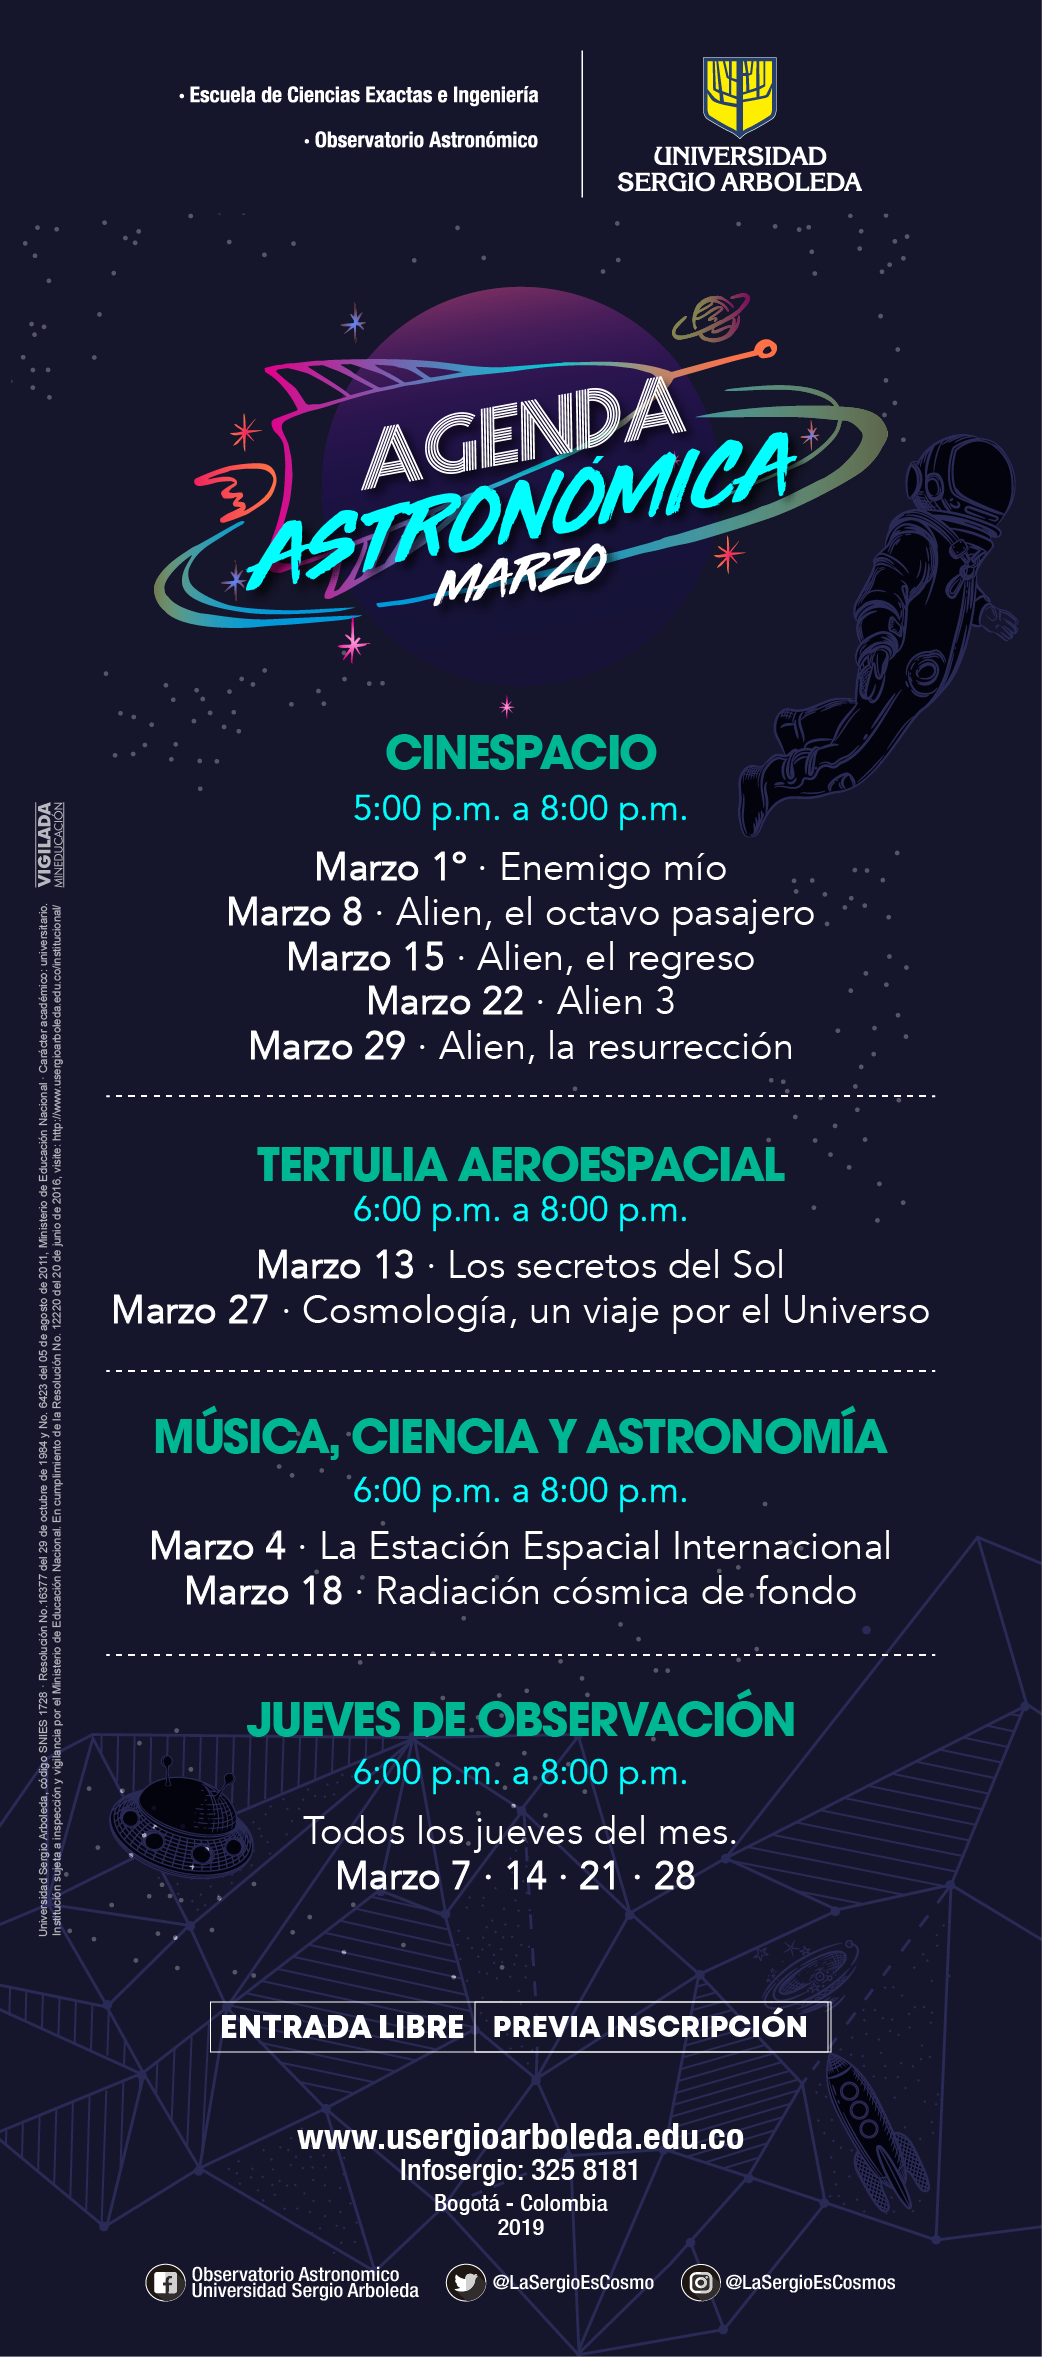 · Escuela de Ciencias Exactas e Ingeniería
· Observatorio Astronómico
UNIVERSIDAD
SERGIO ARBOLEDA
AGENDA
ASTRONÓMICA
MARZO
CINESPACIO
5:00 p.m. a 8:00 p.m.
Marzo 1º · Enemigo mío
Marzo 8 · Alien, el octavo pasajero
Marzo 15 · Alien, el regreso
Marzo 22 · Alien 3
Marzo 29 · Alien, la resurrección
TERTULIA AEROESPACIAL
6:00 p.m. a 8:00 p.m.
Marzo 13 · Los secretos del Sol
Marzo 27 · Cosmología, un viaje por el Universo
MÚSICA, CIENCIA Y ASTRONOMÍA
6:00 p.m. a 8:00 p.m.
Marzo 4 · La Estación Espacial Internacional
Marzo 18 · Radiación cósmica de fondo
JUEVES DE OBSERVACIÓN
6:00 p.m. a 8:00 p.m.
Todos los jueves del mes.
Marzo 7 · 14 · 21 · 28
ENTRADA LIBRE PREVIA INSCRIPCIÓN
www.usergioarboleda.edu.co
Infosergio: 325 8181
Bogotá - Colombia
2019
Observatorio Astronomico
Universidad Sergio Arboleda
@LaSergioEsCosmo
@LaSergioEsCosmos
VIGILADA
MINEDUCACIÓN
Universidad Sergio Arboleda, código SNIES 1728 · Resolución No.16377 del 29 de octubre de 1984 y No. 6423 del 05 de agosto de 2011, Ministerio de Educación Nacional · Carácter académico: universitario.
Institución sujeta a inspección y vigilancia por el Ministerio de Educación Nacional. En cumplimiento de la Resolución No. 12220 del 20 de junio de 2016, visite: http://www.usergioarboleda.edu.co/institucional/